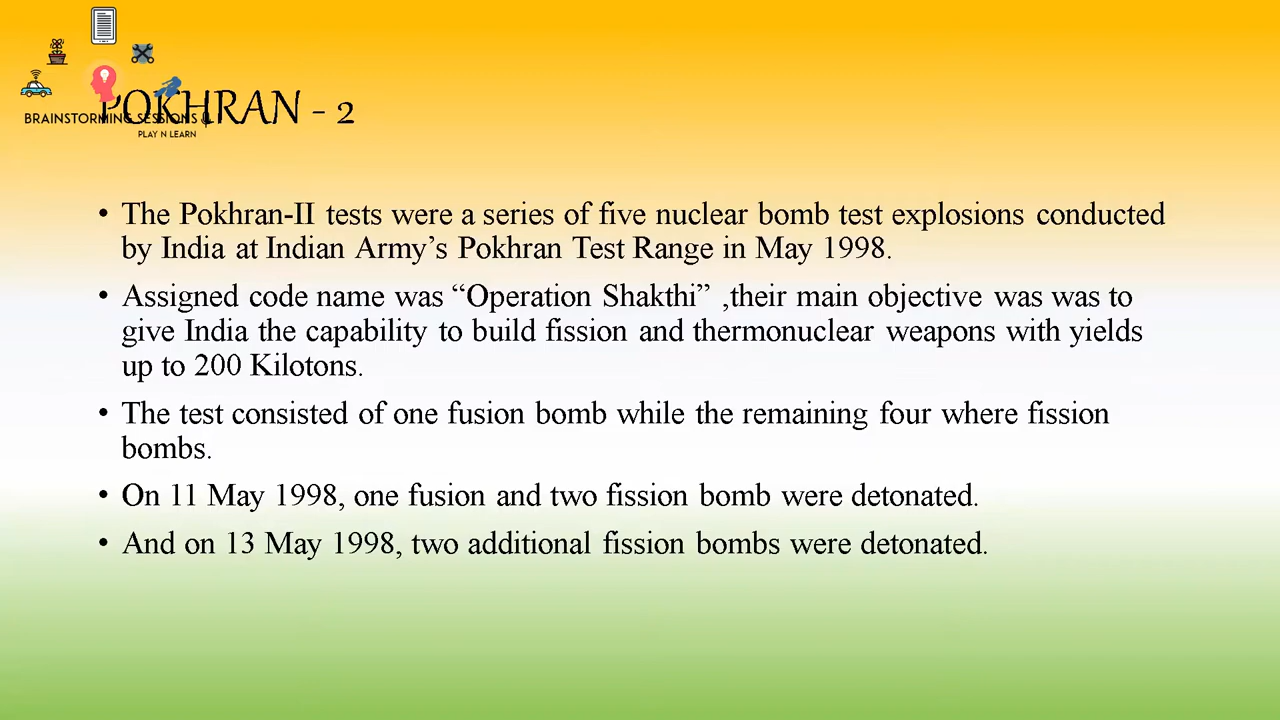 POKHRAN - 2
BRAINSTORMING SESSIONS
PLAY N LEARN
• The Pokhran-II tests were a series of five nuclear bomb test explosions conducted
by India at Indian Army’s Pokhran Test Range in May 1998.
• Assigned code name was “Operation Shakthi” ,their main objective was was to
give India the capability to build fission and thermonuclear weapons with yields
up to 200 Kilotons.
• The test consisted of one fusion bomb while the remaining four where fission
bombs.
• On 11 May 1998, one fusion and two fission bomb were detonated.
• And on 13 May 1998, two additional fission bombs were detonated.